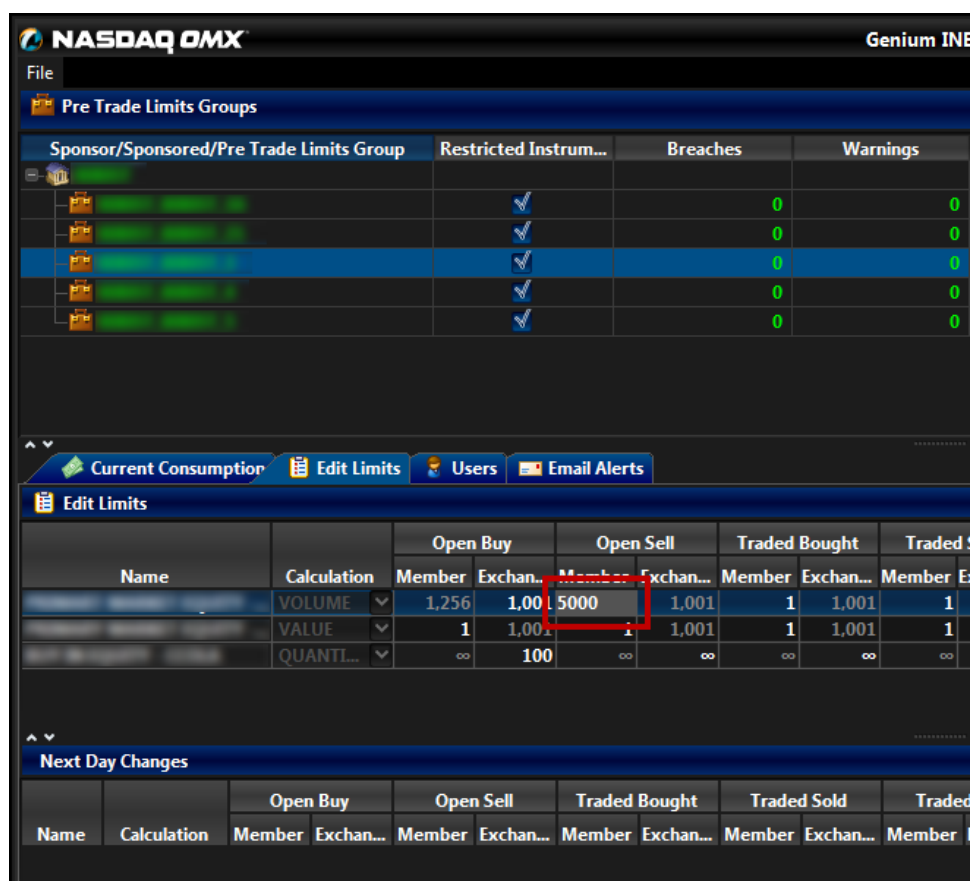 NASDAQ OMX Genium INE
File
Pre Trade Limits Groups
Sponsor/Sponsored/Pre Trade Limits Group Restricted Instrum... Breaches Warnings
0 0
0 0
0 0
0 0
0 0
Current Consumption Edit Limits Users Email Alerts
Edit Limits
Open Buy Open Sell Traded Bought Traded
Name Calculation Member Exchan... Member Exchan... Member Exchan... Member
VOLUME 1,256 1,001 5000 1,001 1 1,001 1
VALUE 1 1,001 1 1,001 1 1,001 1
QUANTI... ∞ 100 ∞ ∞ ∞ ∞ ∞
Next Day Changes
Open Buy Open Sell Traded Bought Traded Sold Traded
Name Calculation Member Exchan... Member Exchan... Member Exchan... Member Exchan... Member